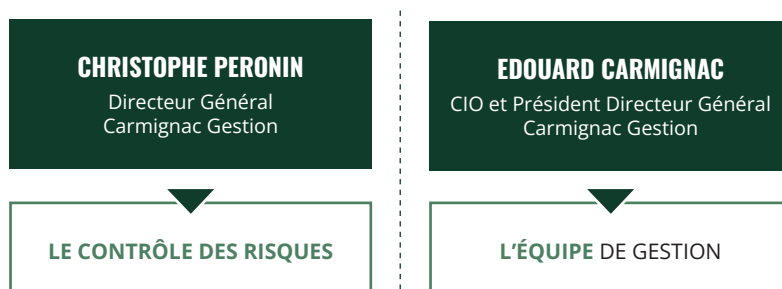 CHRISTOPHE PERONIN
Directeur Général
Carmignac Gestion
LE CONTRÔLE DES RISQUES
EDOUARD CARMIGNAC
CIO et Président Directeur Général
Carmignac Gestion
L’ÉQUIPE DE GESTION